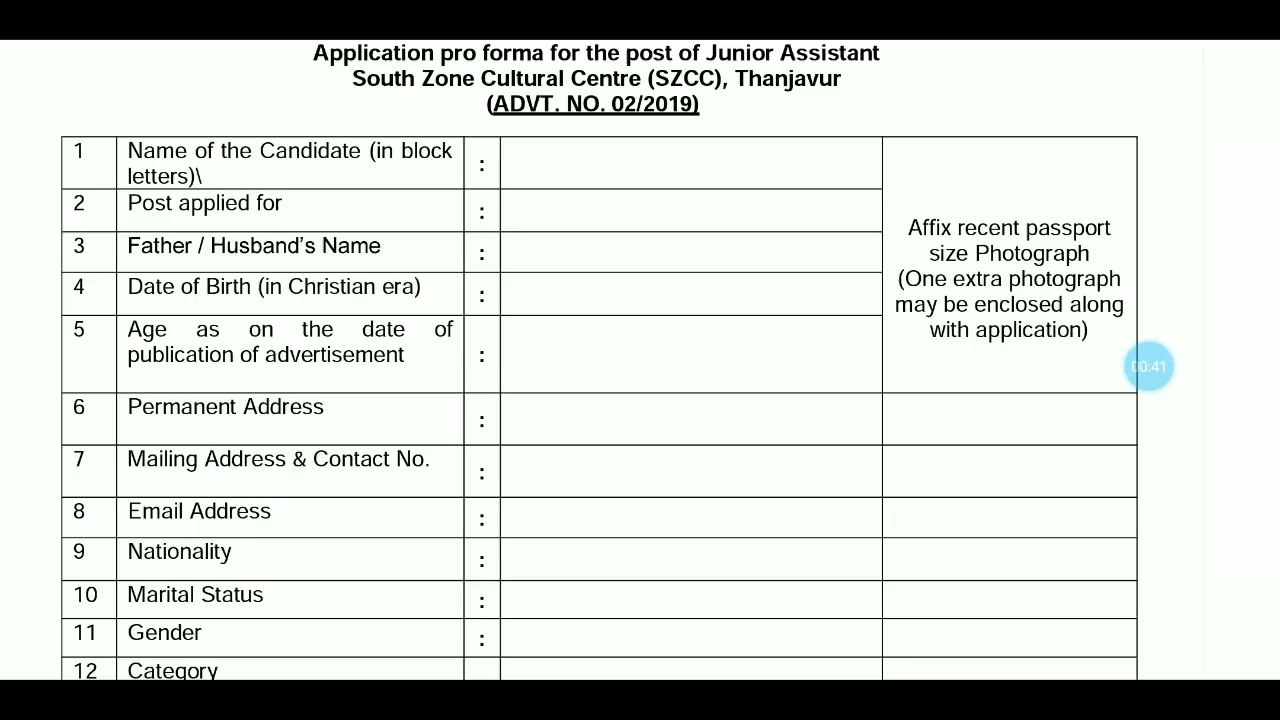 Application pro forma for the post of Junior Assistant
South Zone Cultural Centre (SZCC), Thanjavur
(ADVT. NO. 02/2019)
1 Name of the Candidate (in block
letters)\ :
2 Post applied for :
3 Father / Husband's Name :
4 Date of Birth (in Christian era) :
5 Age as on the date of
publication of advertisement :
Affix recent passport
size Photograph
(One extra photograph
may be enclosed along
with application)
00:41
6 Permanent Address :
7 Mailing Address & Contact No. :
8 Email Address :
9 Nationality :
10 Marital Status :
11 Gender :
12 Category